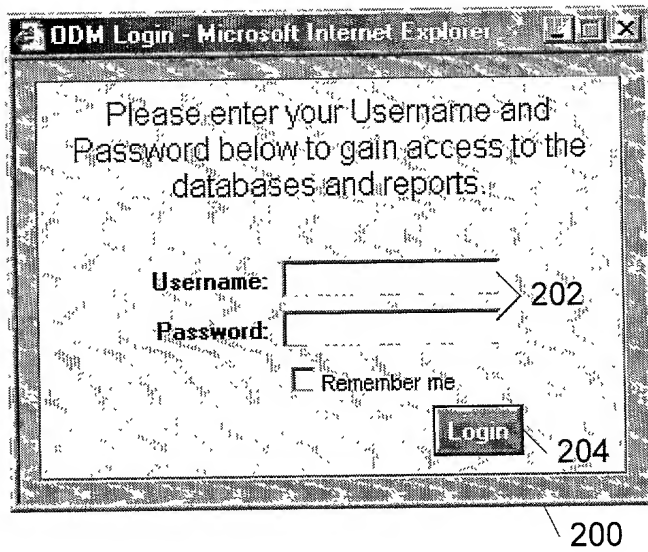 ODM Login - Microsoft Internet Explorer
Please enter your Username and
Password below to gain access to the
databases and reports.
Username:
202
Password:
Remember me
Login
204
200